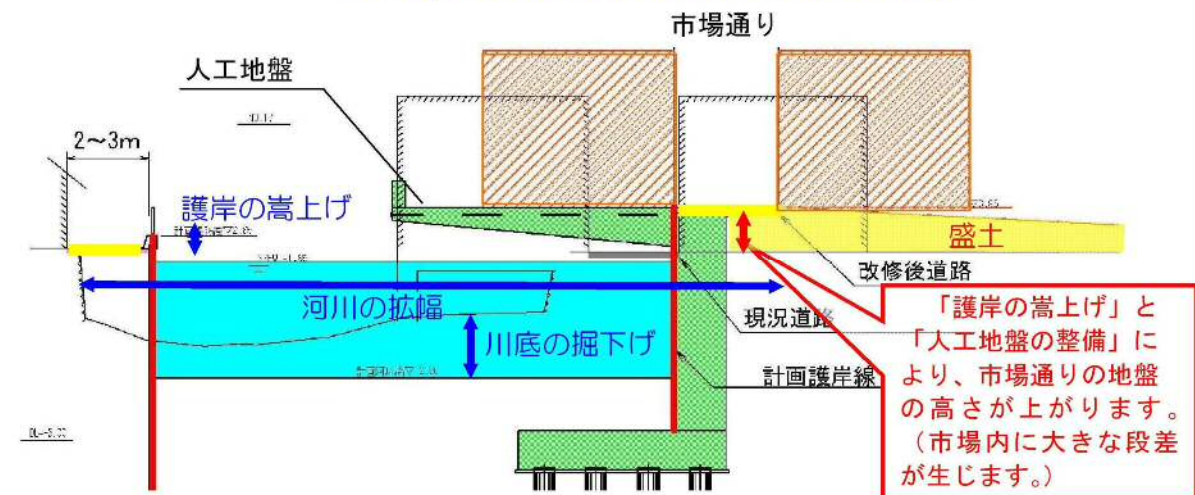 市場通り
人工地盤
2～3m
護岸の嵩上げ
盛土
改修後道路
河川の拡幅
現況道路
川底の掘下げ
計画護岸線
「護岸の嵩上げ」と
「人工地盤の整備」に
より、市場通りの地盤
の高さが上がります。
（市場内に大きな段差
が生じます。）